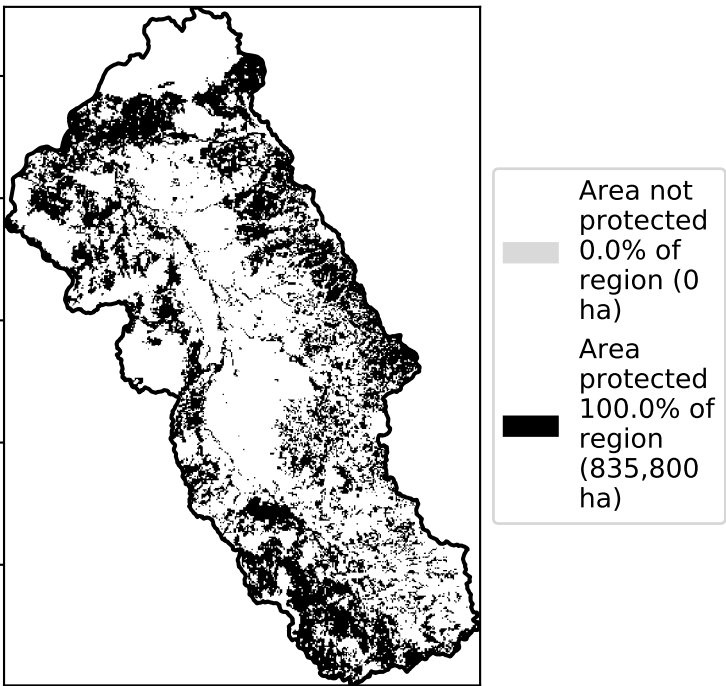 Area not
protected
0.0% of
region (0
ha)
Area
protected
100.0% of
region
(835,800
ha)